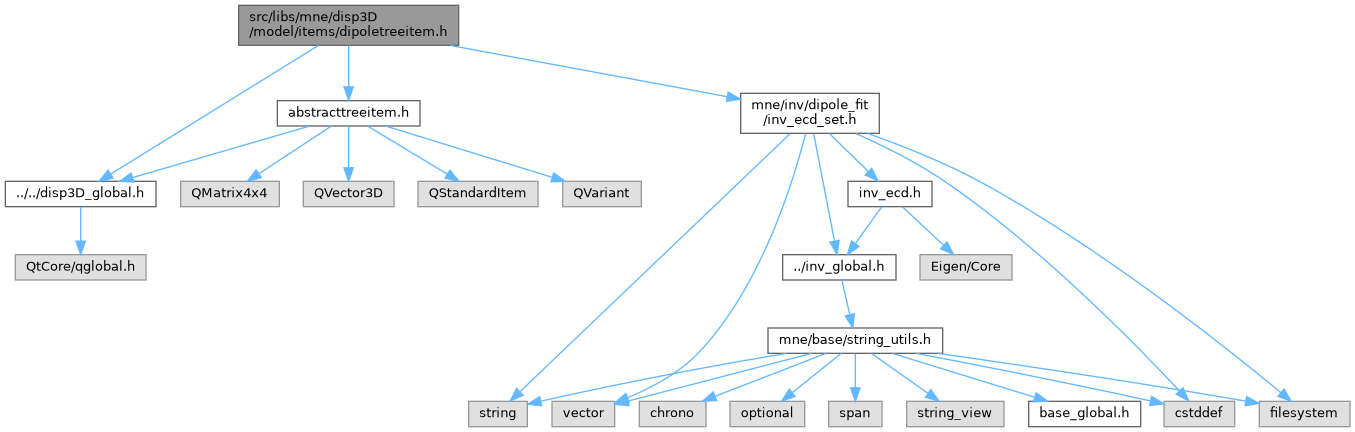 src/libs/mne/disp3D
/model/items/dipoletreeitem.h
abstracttreeitem.h
mne/inv/dipole_fit
/inv_ecd_set.h
../../disp3D_global.h
QMatrix4x4
QVector3D
QStandardItem
QVariant
inv_ecd.h
QtCore/qglobal.h
../inv_global.h
Eigen/Core
mne/base/string_utils.h
string
vector
chrono
optional
span
string_view
base_global.h
cstddef
filesystem